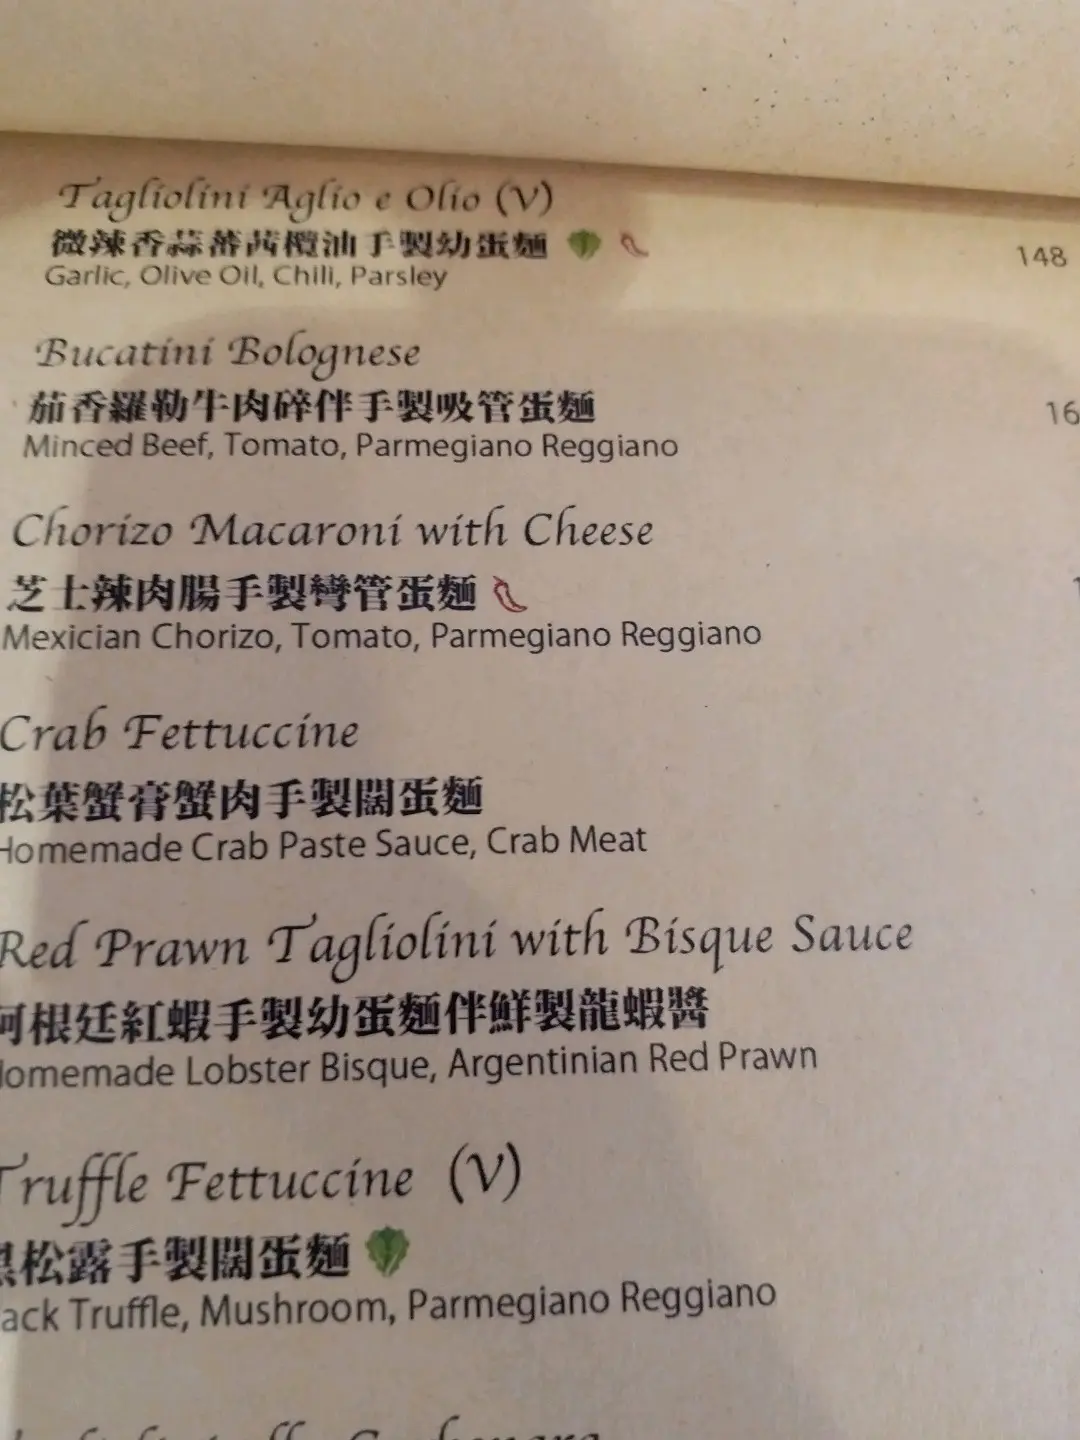 Tagliolini Aglio e Olio (V)
微辣香蒜蕃茜欖油手製幼蛋麵
148
Garlic, Olive Oil, Chili, Parsley
Bucatini Bolognese
茄香羅勒牛肉碎伴手製吸管蛋麵
16
Minced Beef, Tomato, Parmegiano Reggiano
Chorizo Macaroni with Cheese
芝士辣肉腸手製彎管蛋麵
1
Mexician Chorizo, Tomato, Parmegiano Reggiano
Crab Fettuccine
松葉蟹膏蟹肉手製闊蛋麵
Homemade Crab Paste Sauce, Crab Meat
Red Prawn Tagliolini with Bisque Sauce
阿根廷紅蝦手製幼蛋麵伴鮮製龍蝦醬
Homemade Lobster Bisque, Argentinian Red Prawn
Truffle Fettuccine (V)
黑松露手製闊蛋麵
ack Truffle, Mushroom, Parmegiano Reggiano